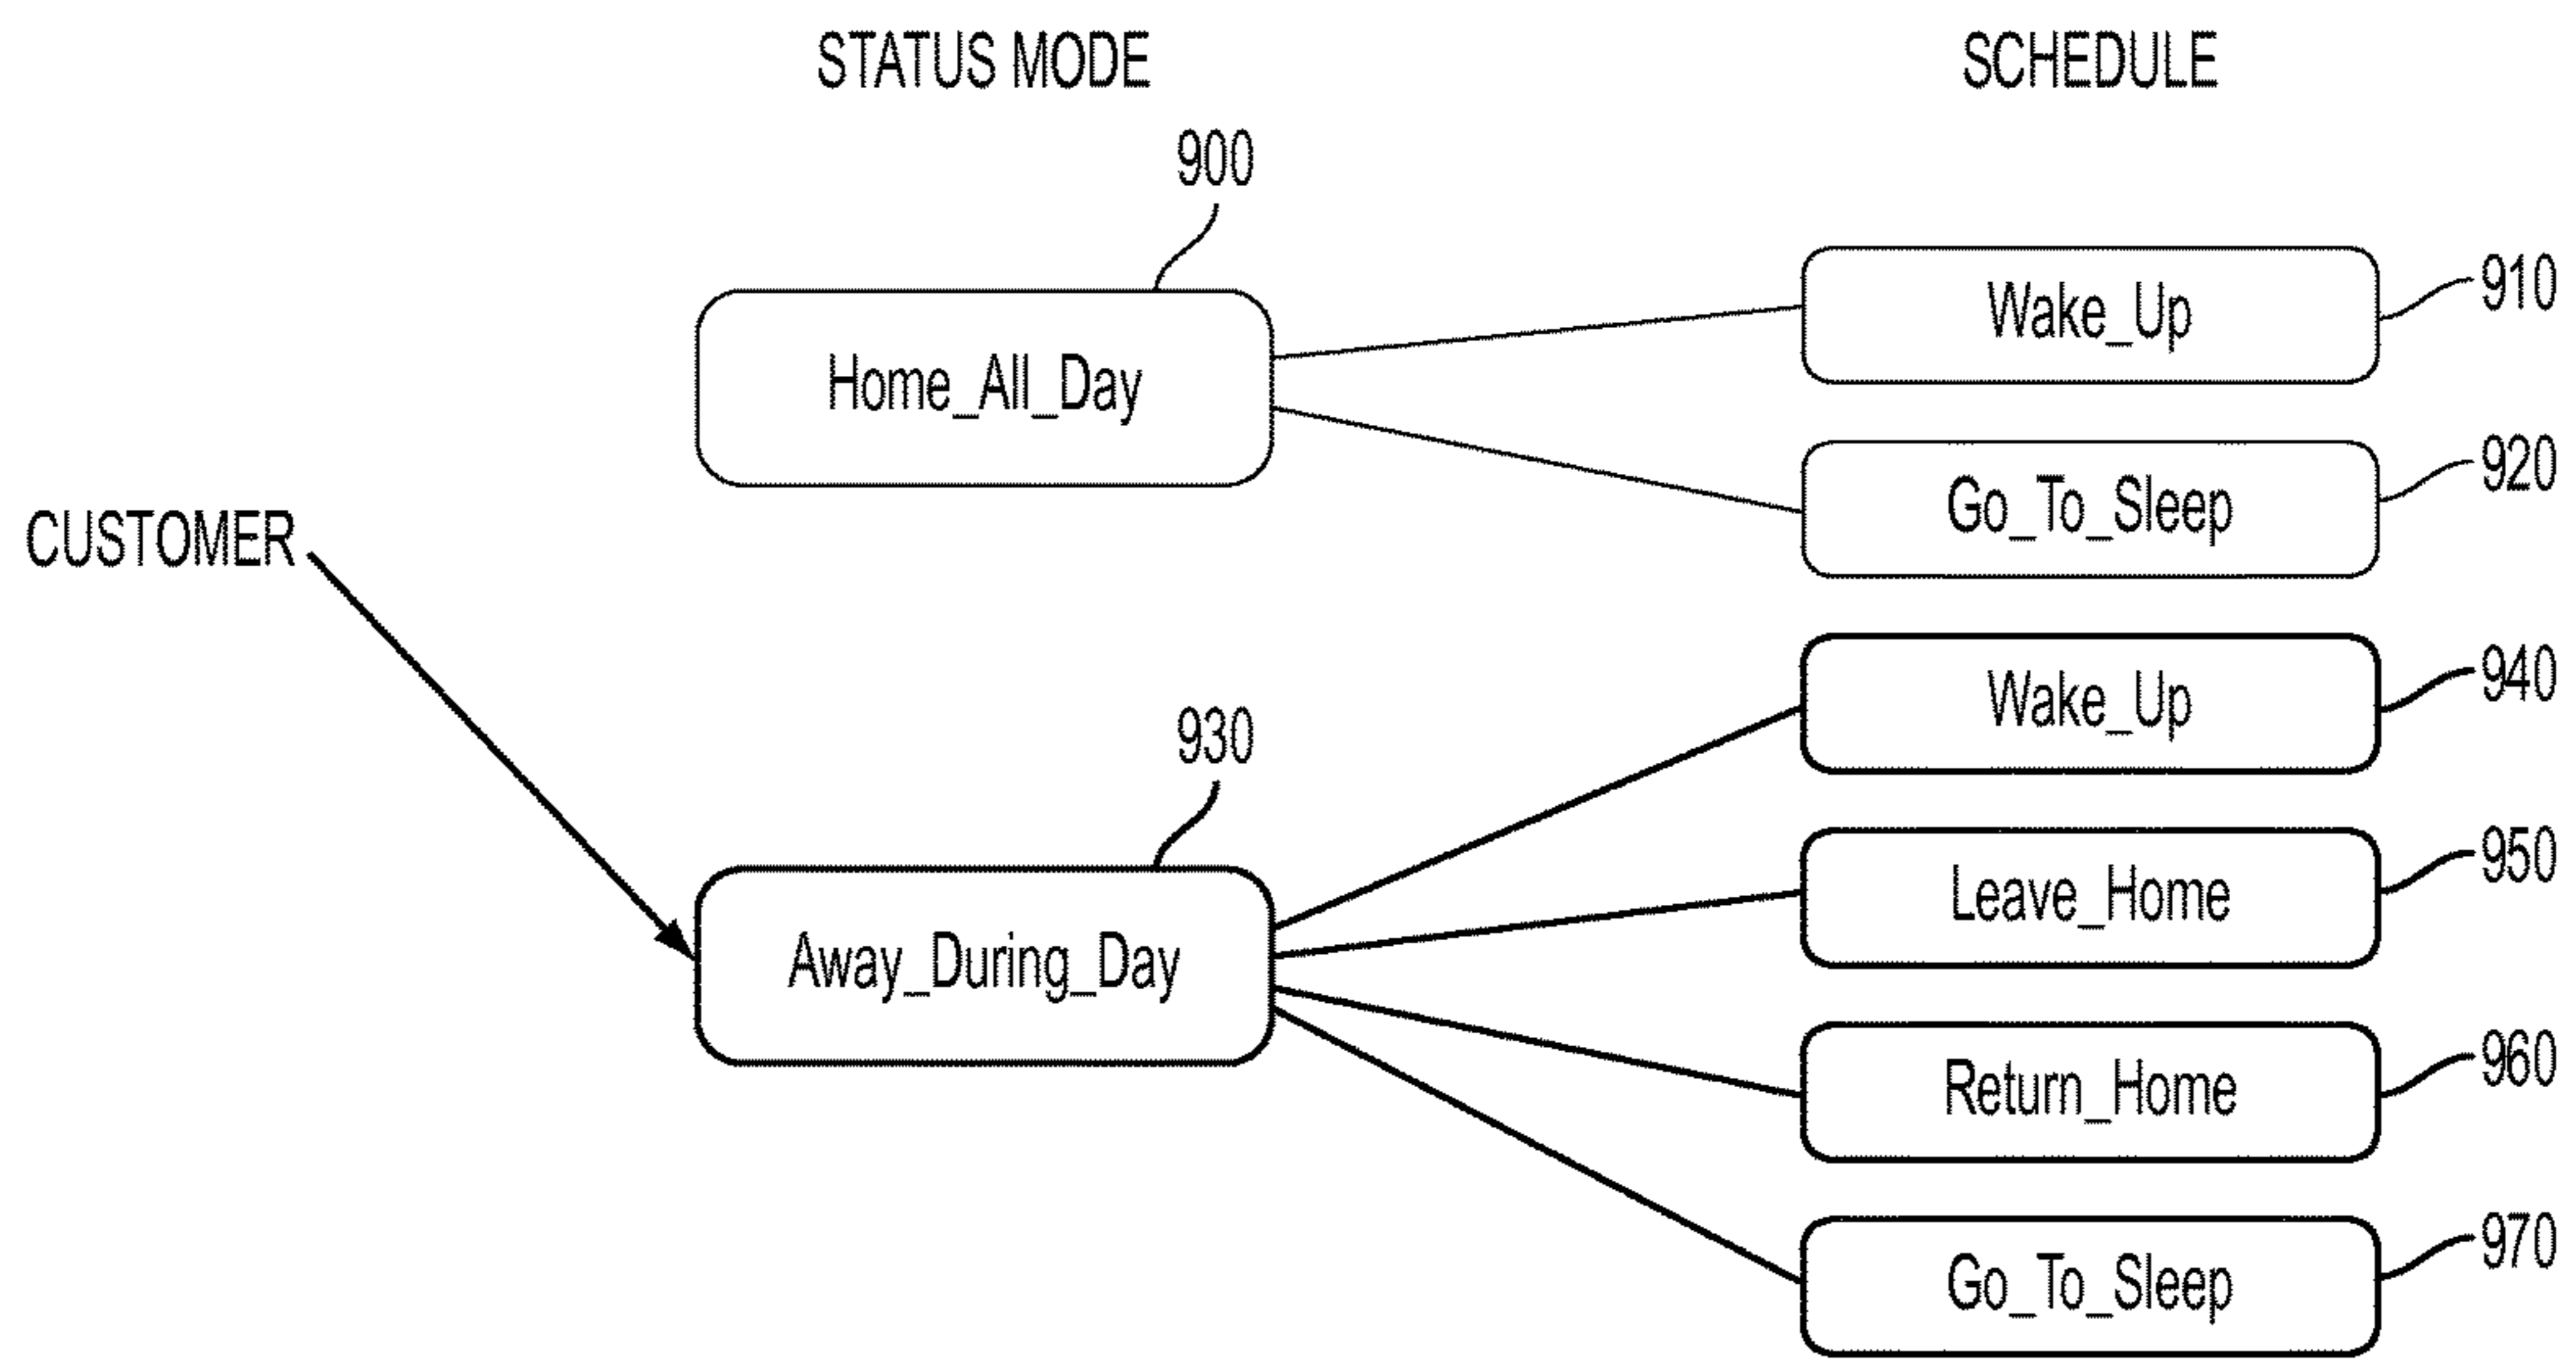 STATUS MODE
SCHEDULE
900
Home_All_Day
Wake_Up
910
Go_To_Sleep
920
CUSTOMER
930
Away_During_Day
Wake_Up
940
Leave_Home
950
Return_Home
960
Go_To_Sleep
970